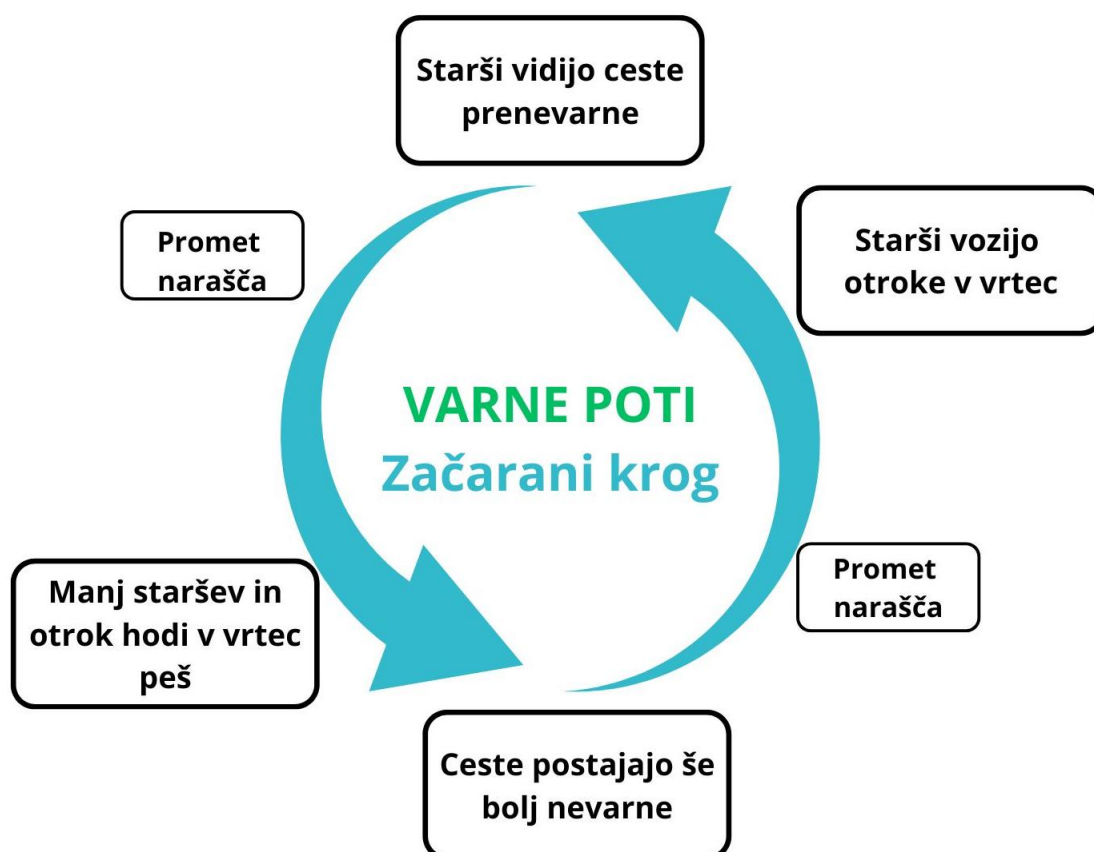 Starši vidijo ceste
prenevarne
Promet
narašča
Starši vozijo
otroke v vrtec
VARNE POTI
Začarani krog
Manj staršev in
otrok hodi v vrtec
peš
Promet
narašča
Ceste postajajo še
bolj nevarne